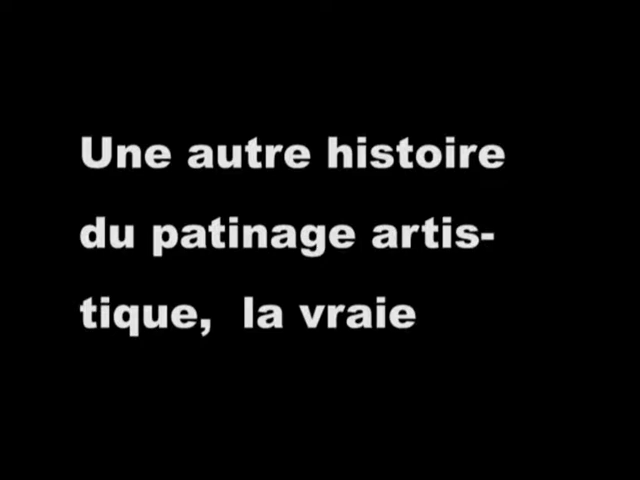 Une autre histoire
du patinage artis-
tique, la vraie